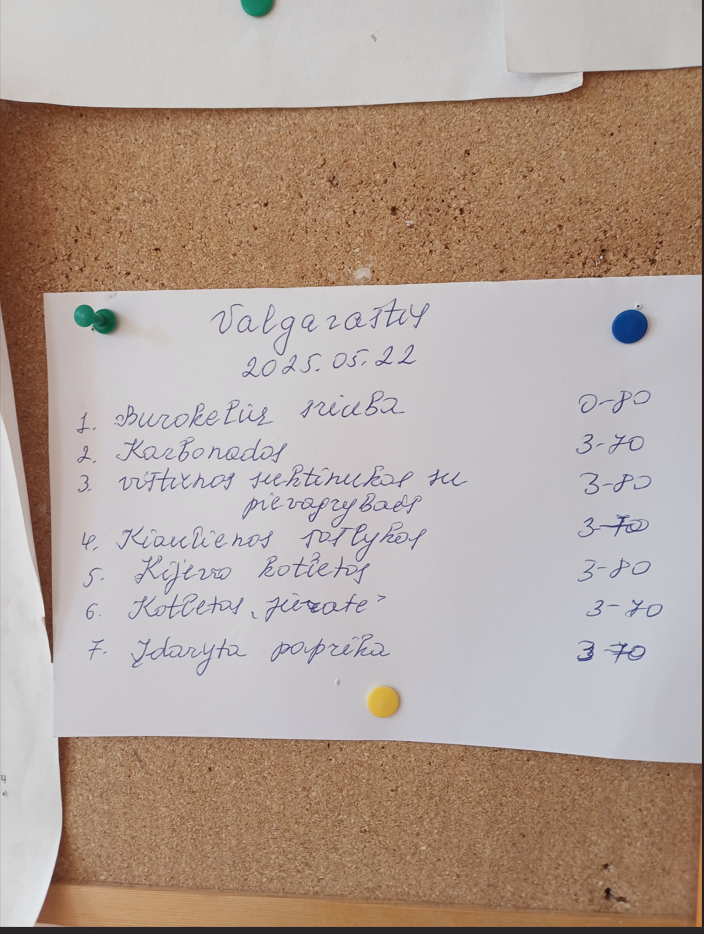 Valgaraštis
2025.05.22
1. Burokėlių sriuba 0-80
2. Karbonadas 3-70
3. vištienos suktinukas su 3-80
pievagrybais
4. Kiaulienos šašlykas 3-70
5. Kijevo kotletas 3-80
6. Kotletas „ 3-70
7. Įdaryta paprika 3-70